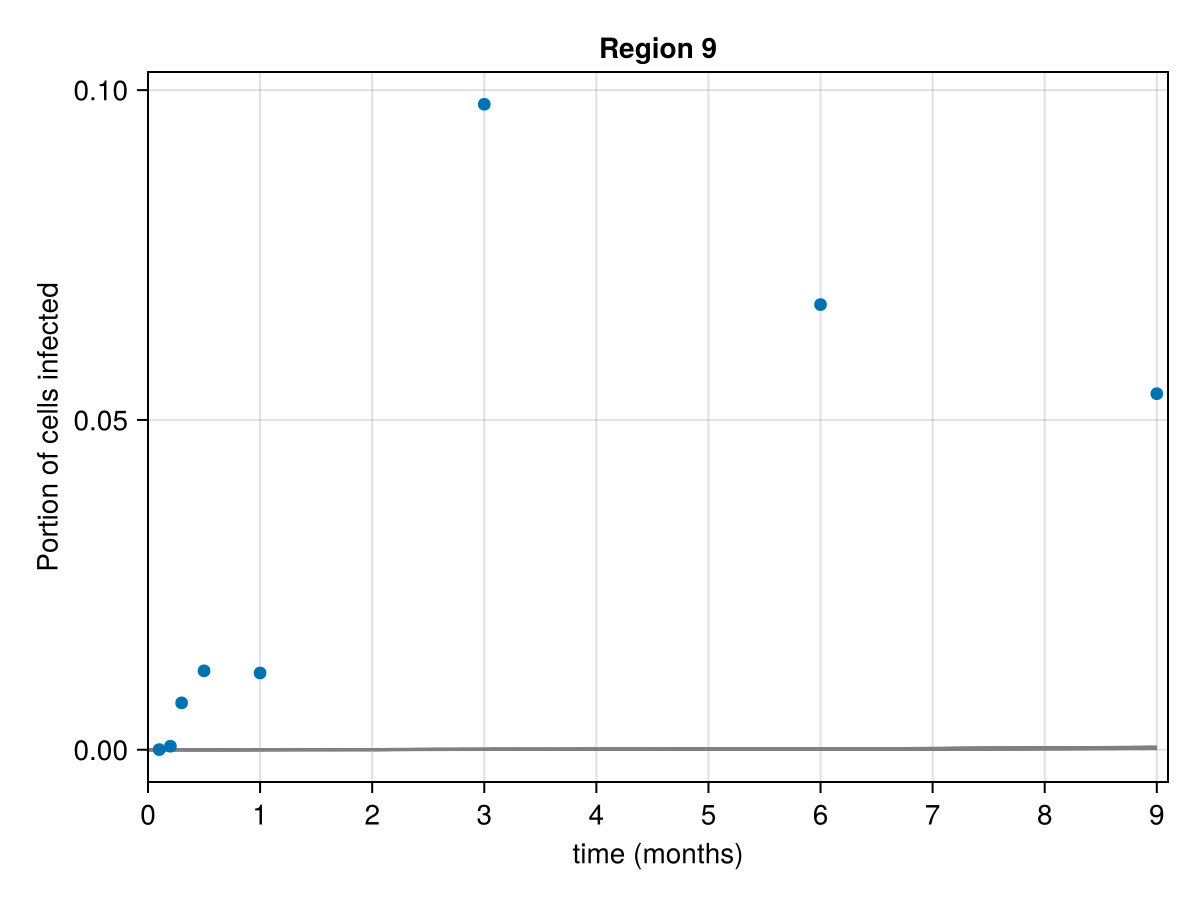 Region 9
0.10
0.05
0.00
Portion of cells infected
0 1 2 3 4 5 6 7 8 9
time (months)